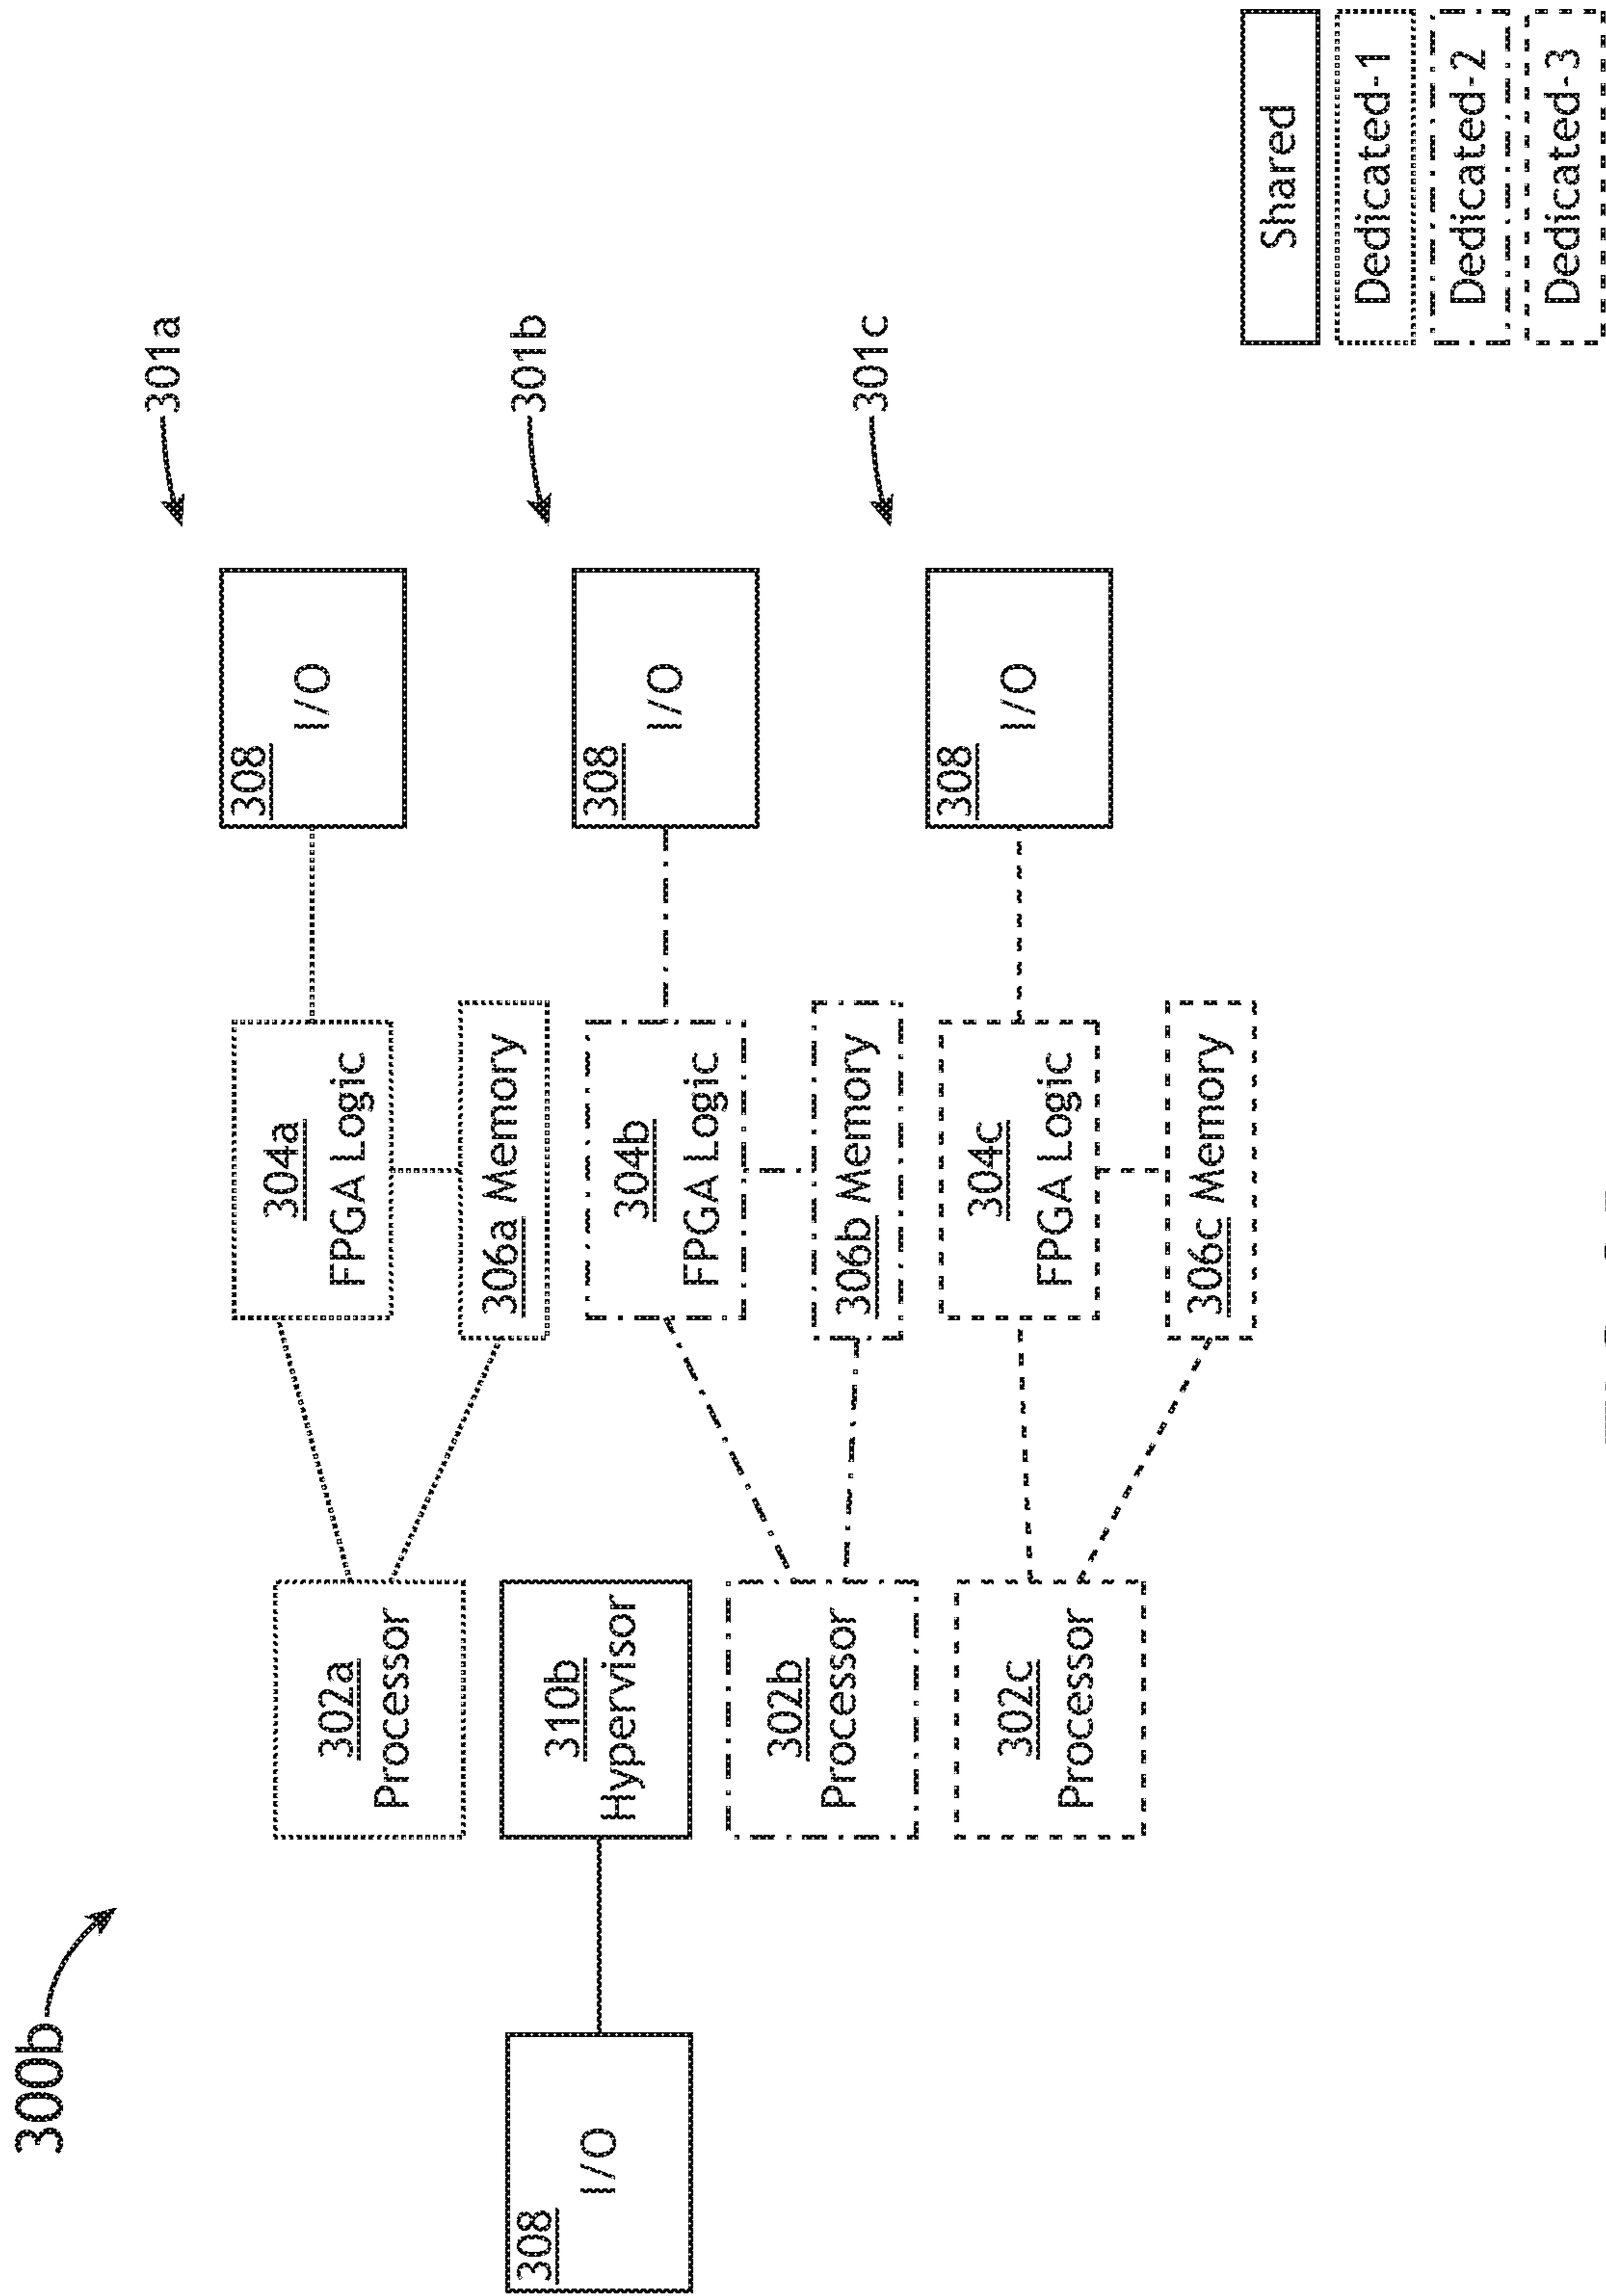 300b
301a
302a
Processor
304a
FPGA Logic
308
I/O
306a Memory
308
I/O
310b
Hypervisor
301b
302b
Processor
304b
FPGA Logic
308
I/O
306b Memory
301c
302c
Processor
304c
FPGA Logic
308
I/O
306c Memory
Shared
Dedicated-1
Dedicated-2
Dedicated-3